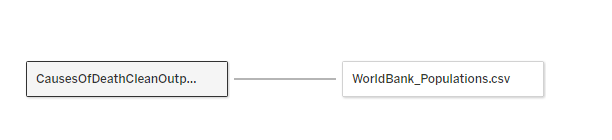 CausesOfDeathCleanOutp...
WorldBank_Populations.csv